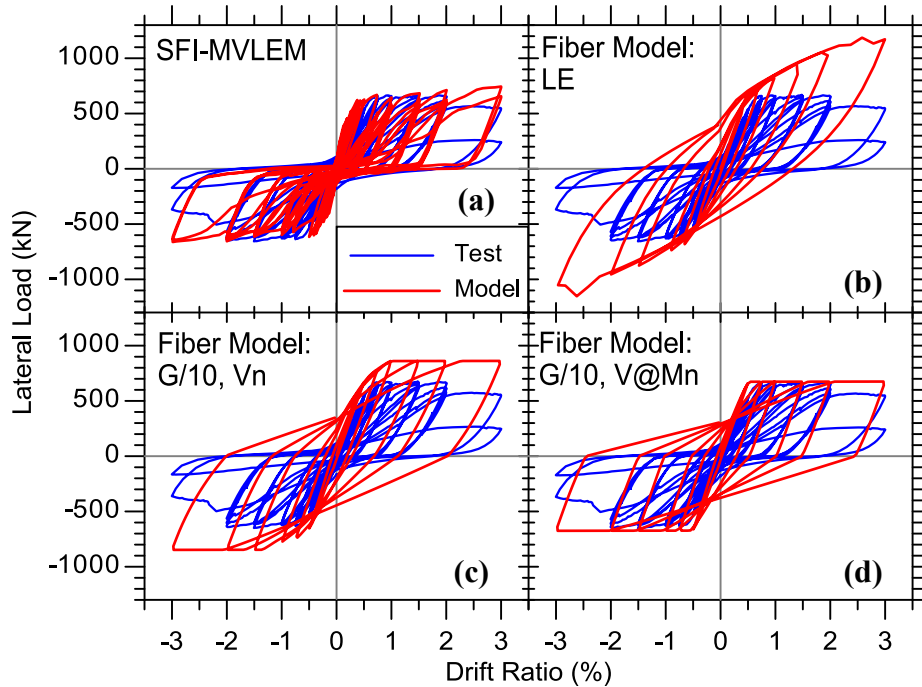 SFI-MVLEM
Fiber Model:
LE
1000
500
0
-500
-1000
(a)
(b)
Test
Model
Lateral Load (kN)
Fiber Model:
G/10, Vn
Fiber Model:
G/10, V@Mn
1000
500
0
-500
-1000
(c)
(d)
-3 -2 -1 0 1 2 3 -3 -2 -1 0 1 2 3
Drift Ratio (%)